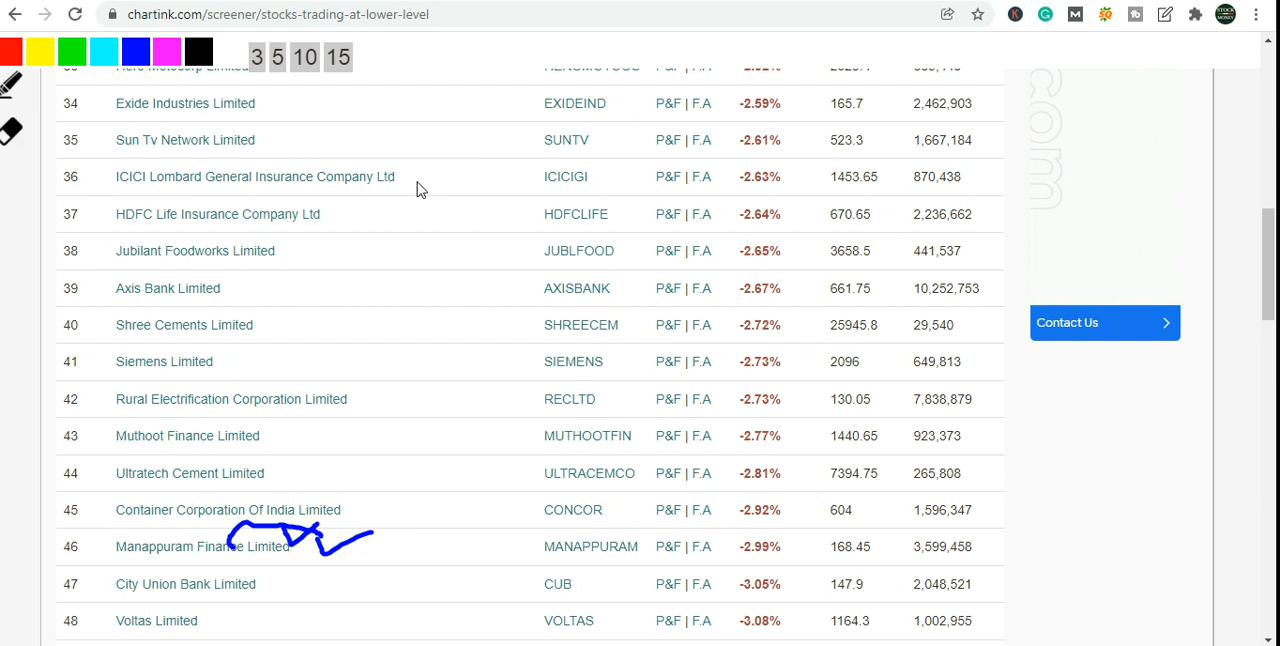 chartink.com/screener/stocks-trading-at-lower-level
3 5 10 15
34 Exide Industries Limited EXIDEIND P&F | F.A -2.59% 165.7 2,462,903
35 Sun Tv Network Limited SUNTV P&F | F.A -2.61% 523.3 1,667,184
36 ICICI Lombard General Insurance Company Ltd ICICIGI P&F | F.A -2.63% 1453.65 870,438
37 HDFC Life Insurance Company Ltd HDFCLIFE P&F | F.A -2.64% 670.65 2,236,662
38 Jubilant Foodworks Limited JUBLFOOD P&F | F.A -2.65% 3658.5 441,537
39 Axis Bank Limited AXISBANK P&F | F.A -2.67% 661.75 10,252,753
40 Shree Cements Limited SHREECEM P&F | F.A -2.72% 25945.8 29,540
41 Siemens Limited SIEMENS P&F | F.A -2.73% 2096 649,813
42 Rural Electrification Corporation Limited RECLTD P&F | F.A -2.73% 130.05 7,838,879
43 Muthoot Finance Limited MUTHOOTFIN P&F | F.A -2.77% 1440.65 923,373
44 Ultratech Cement Limited ULTRACEMCO P&F | F.A -2.81% 7394.75 265,808
45 Container Corporation Of India Limited CONCOR P&F | F.A -2.92% 604 1,596,347
46 Manappuram Finance Limited MANAPPURAM P&F | F.A -2.99% 168.45 3,599,458
47 City Union Bank Limited CUB P&F | F.A -3.05% 147.9 2,048,521
48 Voltas Limited VOLTAS P&F | F.A -3.08% 1164.3 1,002,955
com
Contact Us